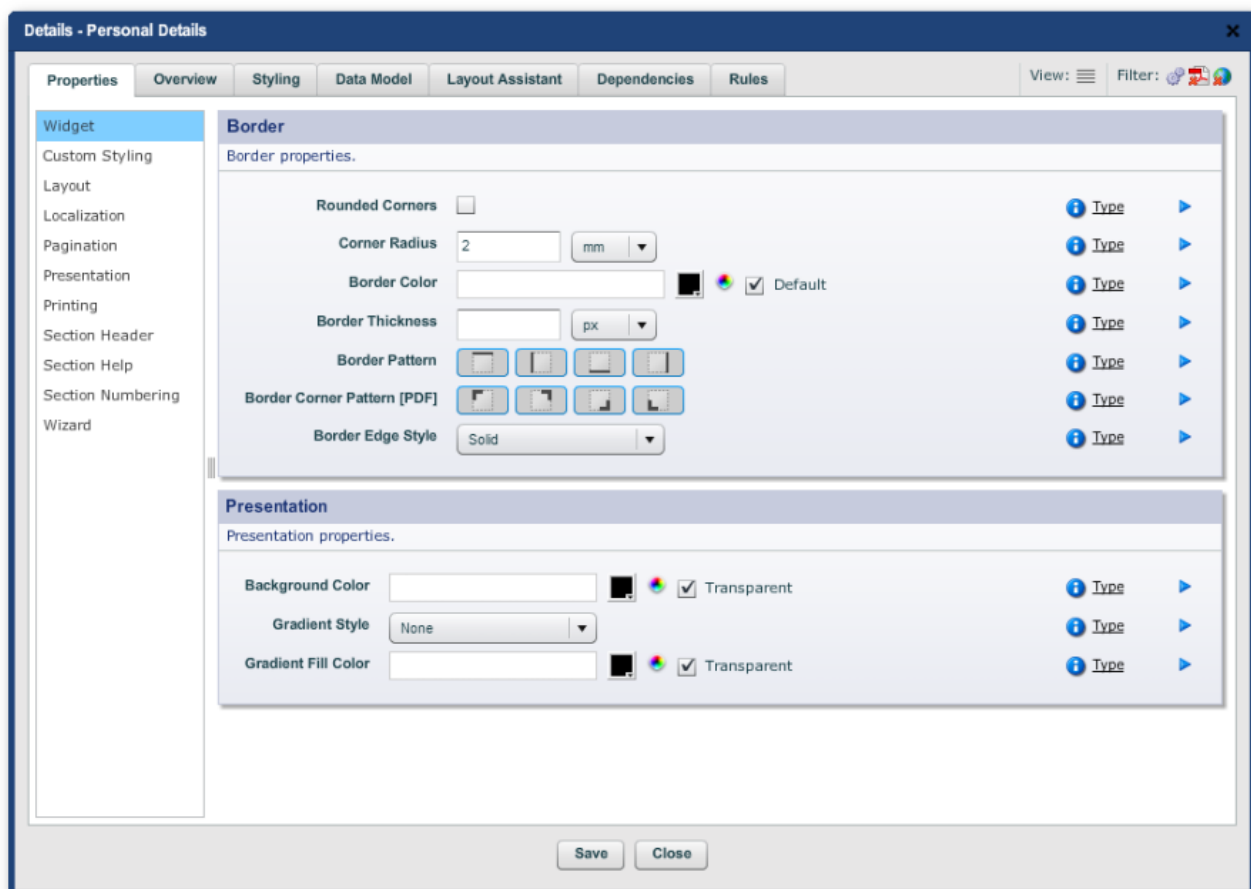 Details - Personal Details
Properties Overview Styling Data Model Layout Assistant Dependencies Rules View: Filter:
Widget
Custom Styling
Layout
Localization
Pagination
Presentation
Printing
Section Header
Section Help
Section Numbering
Wizard
Border
Border properties.
Rounded Corners Type
Corner Radius 2 mm Type
Border Color Default Type
Border Thickness px Type
Border Pattern Type
Border Corner Pattern [PDF] Type
Border Edge Style Solid Type
Presentation
Presentation properties.
Background Color Transparent Type
Gradient Style None Type
Gradient Fill Color Transparent Type
Save Close